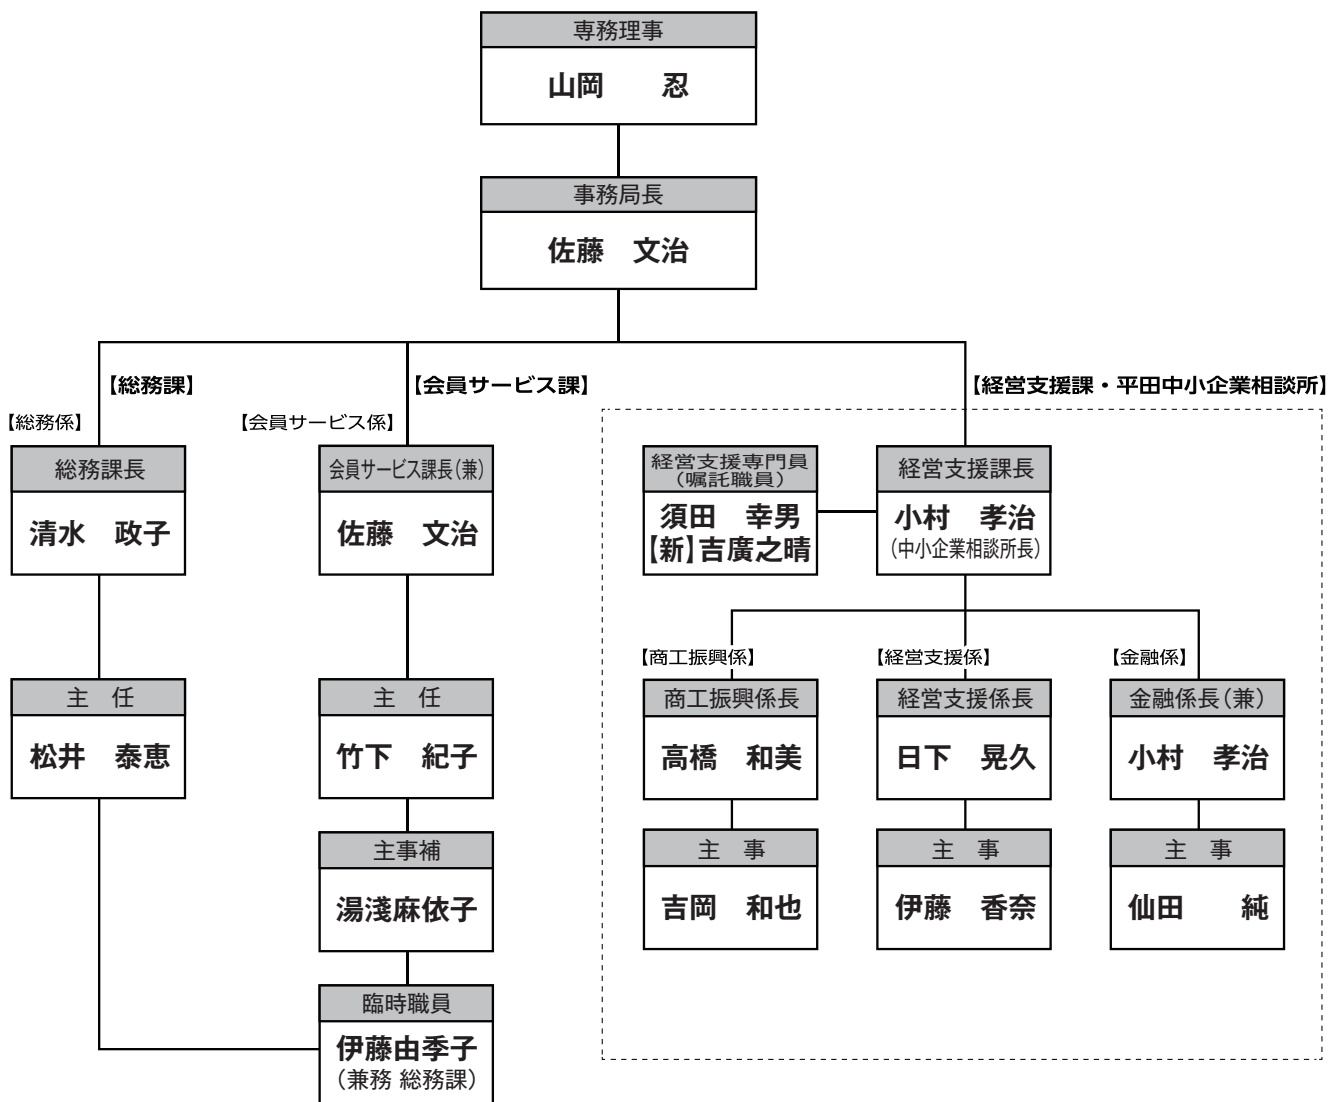 専務理事
山岡　　忍
事務局長
佐藤　文治
【総務課】
【総務係】
総務課長
清水　政子
主　任
松井　泰恵
【会員サービス課】
【会員サービス係】
会員サービス課長(兼)
佐藤　文治
主　任
竹下　紀子
主事補
湯淺麻依子
臨時職員
伊藤由季子
（兼務 総務課）
【経営支援課・平田中小企業相談所】
経営支援専門員
（嘱託職員）
須田　幸男
【新】吉廣之晴
経営支援課長
小村　孝治
（中小企業相談所長）
【商工振興係】
商工振興係長
高橋　和美
主　事
吉岡　和也
【経営支援係】
経営支援係長
日下　晃久
主　事
伊藤　香奈
【金融係】
金融係長（兼）
小村　孝治
主　事
仙田　　純